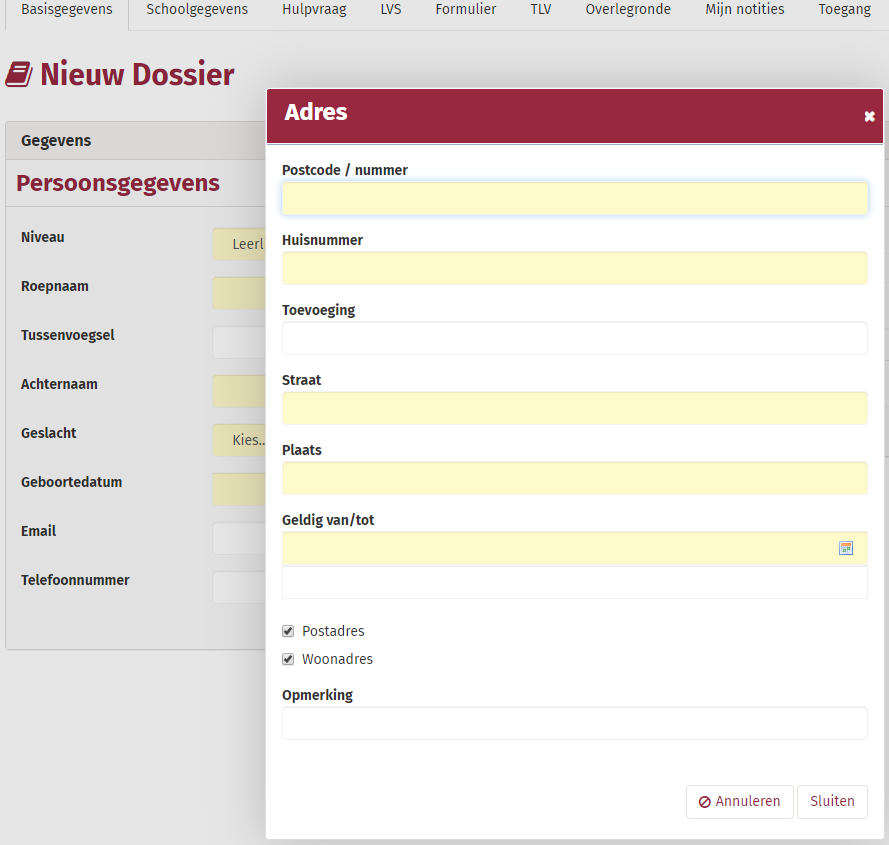 Basisgegevens Schoolgegevens Hulpvraag LVS Formulier TLV Overlegronde Mijn notities Toegang
Nieuw Dossier
Gegevens
Persoonsgegevens
Niveau Leerl
Roepnaam
Tussenvoegsel
Achternaam
Geslacht Kies..
Geboortedatum
Email
Telefoonnummer
Adres
Postcode / nummer
Huisnummer
Toevoeging
Straat
Plaats
Geldig van/tot
Postadres
Woonadres
Opmerking
Annuleren Sluiten